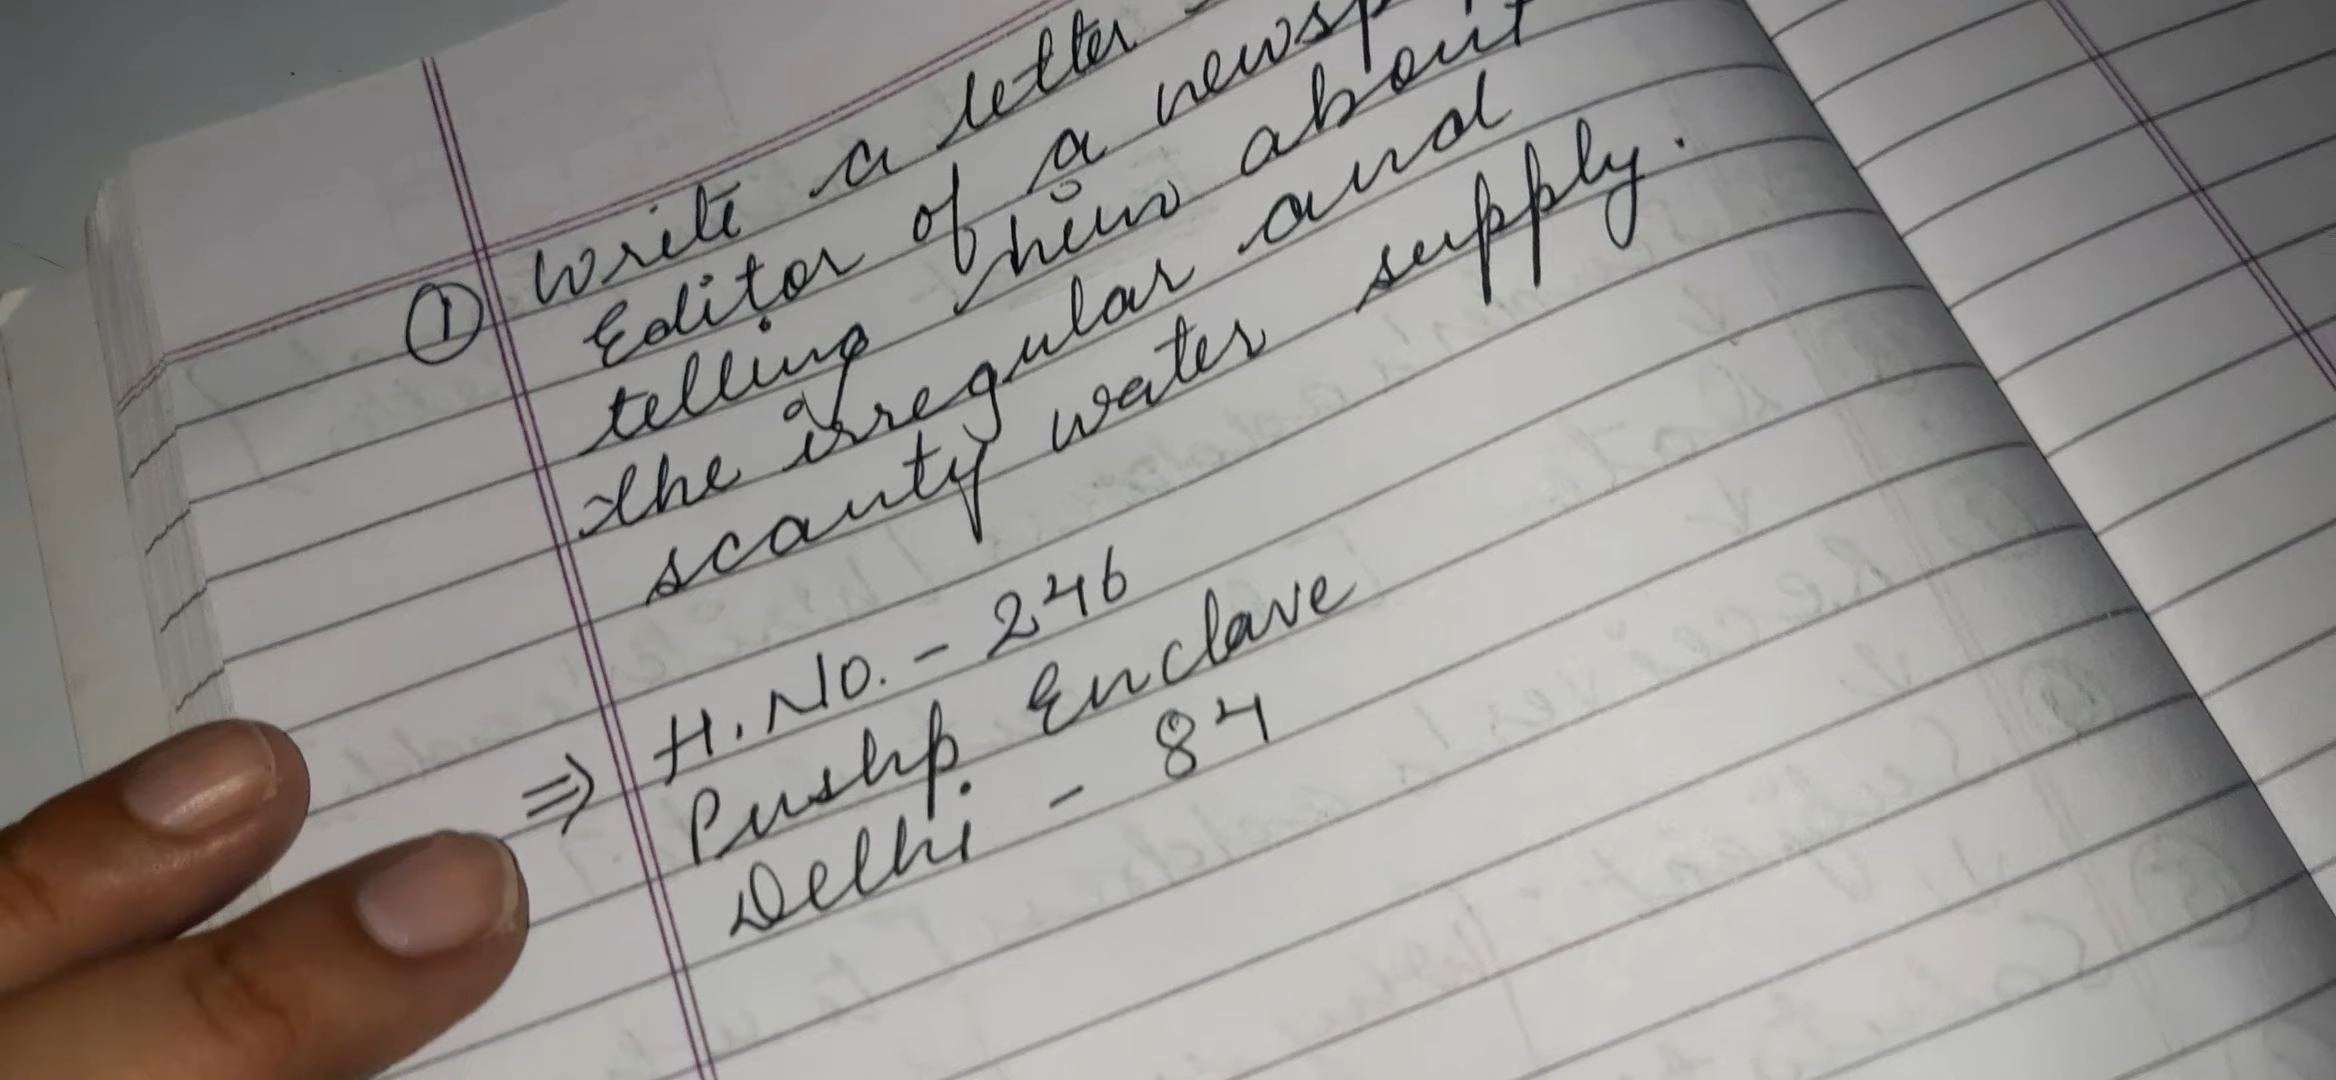 ① Write a letter
Editor of a
telling him about
the irregular and
scanty water supply.
⇒ H. No. - 246
Pushp. Enclave
Delhi - 84